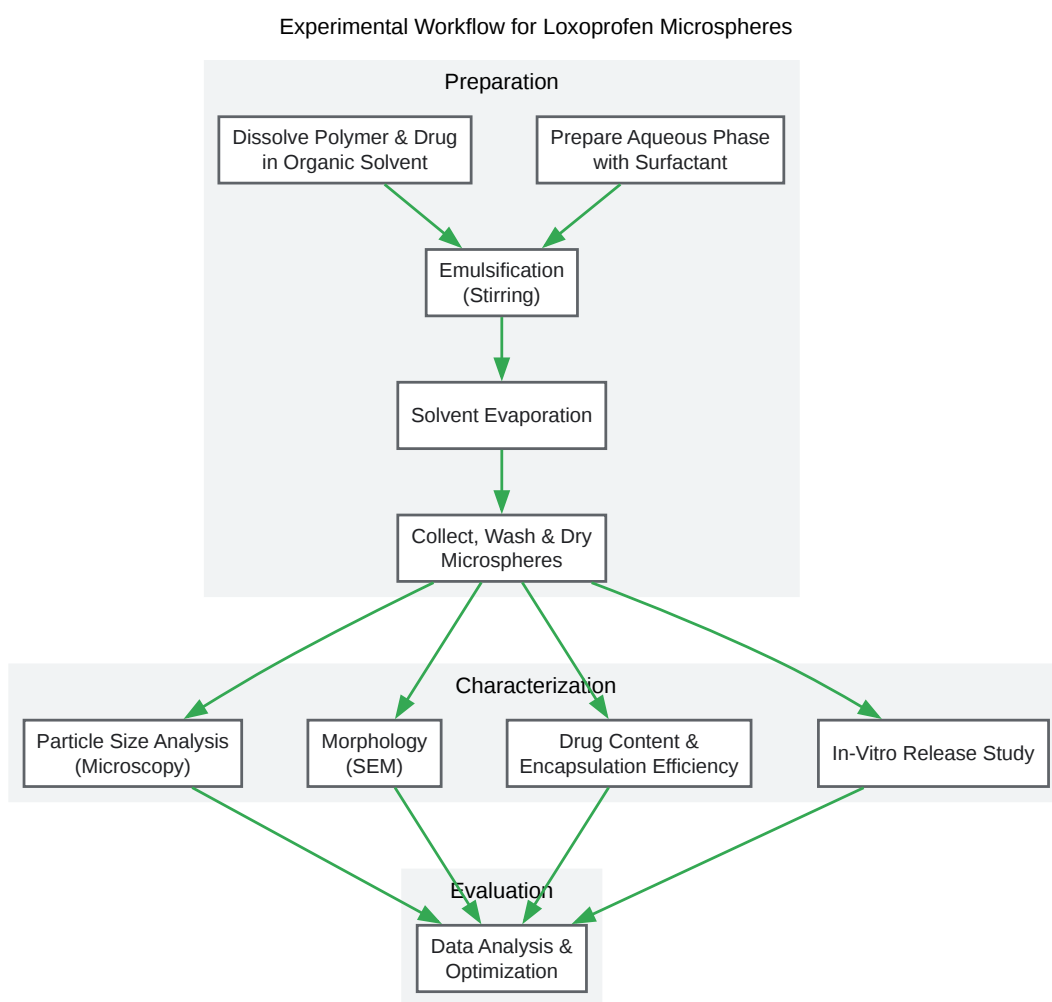 Experimental Workflow for Loxoprofen Microspheres
Preparation
Dissolve Polymer & Drug
in Organic Solvent
Prepare Aqueous Phase
with Surfactant
Emulsification
(Stirring)
Solvent Evaporation
Collect, Wash & Dry
Microspheres
Characterization
Particle Size Analysis
(Microscopy)
Morphology
(SEM)
Drug Content &
Encapsulation Efficiency
In-Vitro Release Study
Evaluation
Data Analysis &
Optimization